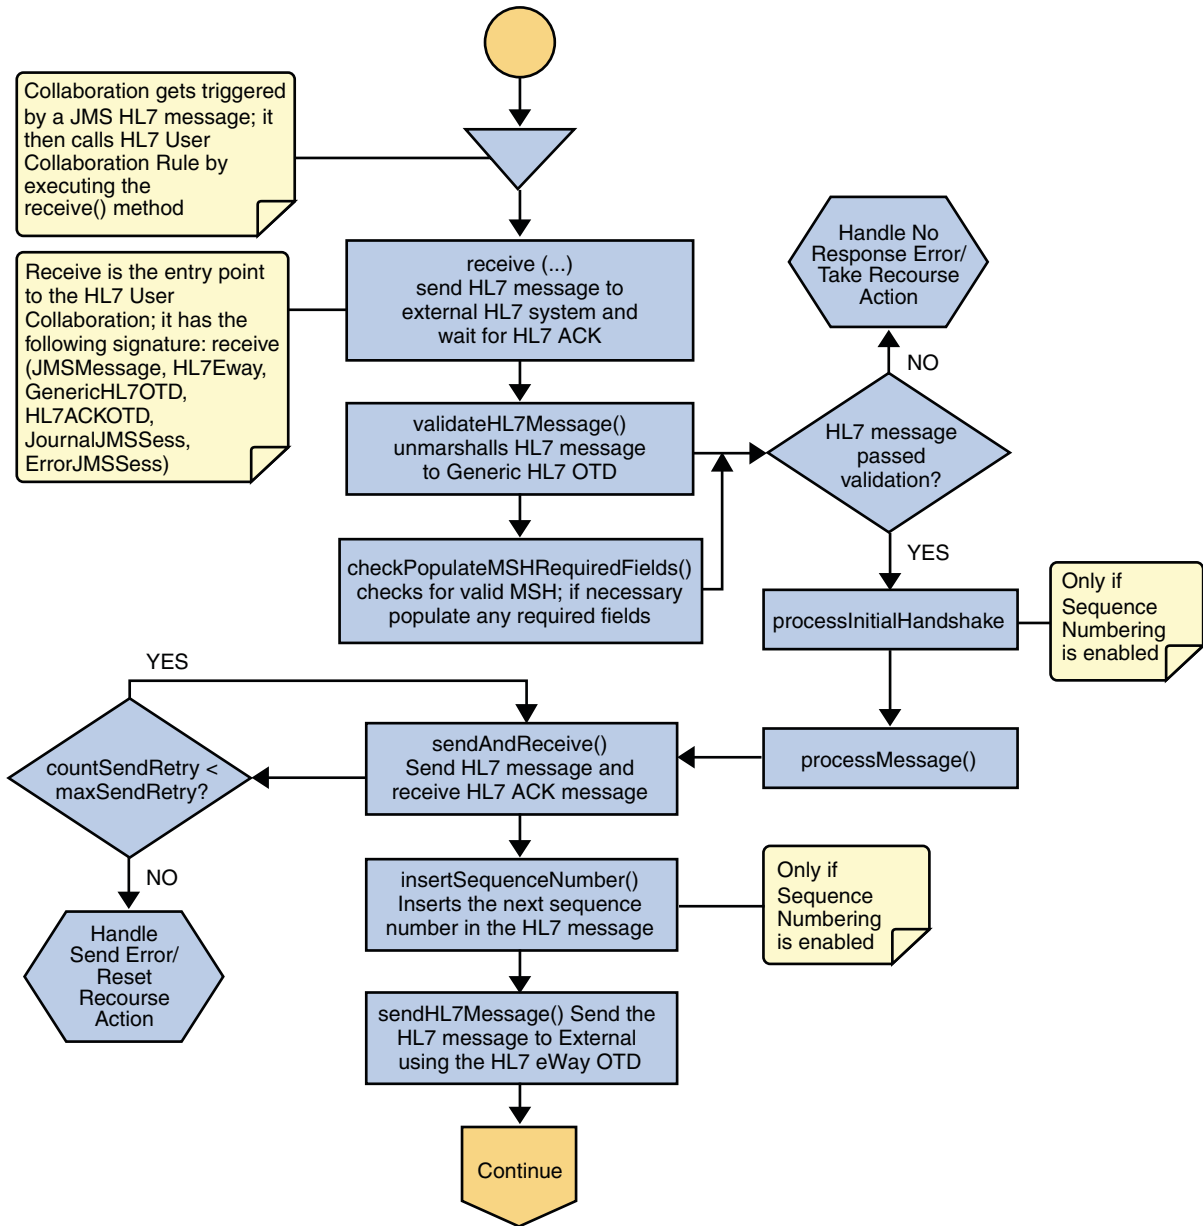 Collaboration gets triggered
by a JMS HL7 message; it
then calls HL7 User
Collaboration Rule by
executing the
receive() method
Receive is the entry point
to the HL7 User
Collaboration; it has the
following signature: receive
(JMSMessage, HL7Eway,
GenericHL7OTD,
HL7ACKOTD,
JournalJMSSess,
ErrorJMSSess)
receive (...)
send HL7 message to
external HL7 system and
wait for HL7 ACK
Handle No
Response Error/
Take Recourse
Action
NO
validateHL7Message()
unmarshalls HL7 message
to Generic HL7 OTD
HL7 message
passed
validation?
YES
checkPopulateMSHRequiredFields()
checks for valid MSH; if necessary
populate any required fields
processInitialHandshake
Only if
Sequence
Numbering
is enabled
YES
countSendRetry <
maxSendRetry?
sendAndReceive()
Send HL7 message and
receive HL7 ACK message
processMessage()
NO
Handle
Send Error/
Reset
Recourse
Action
insertSequenceNumber()
Inserts the next sequence
number in the HL7 message
Only if
Sequence
Numbering
is enabled
sendHL7Message() Send the
HL7 message to External
using the HL7 eWay OTD
Continue